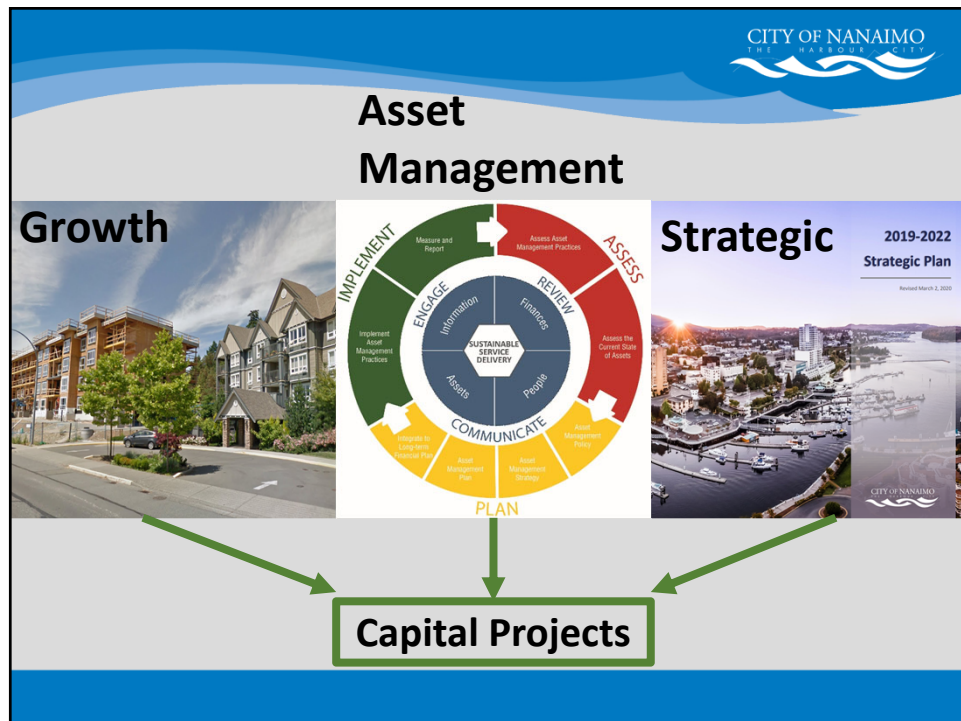 CITY OF NANAIMO
THE HARBOUR CITY
Asset
Management
Growth
IMPLEMENT
ASSESS
PLAN
Measure and
Report
Assess Asset
Management Practices
Implement
Asset
Management
Practices
Assess the
Current State
of Assets
Integrate to
Long-term
Financial Plan
Asset
Management
Plan
Asset
Management
Strategy
Asset
Management
Policy
ENGAGE
REVIEW
COMMUNICATE
Information
Finances
Assets
People
SUSTAINABLE
SERVICE
DELIVERY
Strategic
2019-2022
Strategic Plan
Revised March 2, 2020
CITY OF NANAIMO
Capital Projects